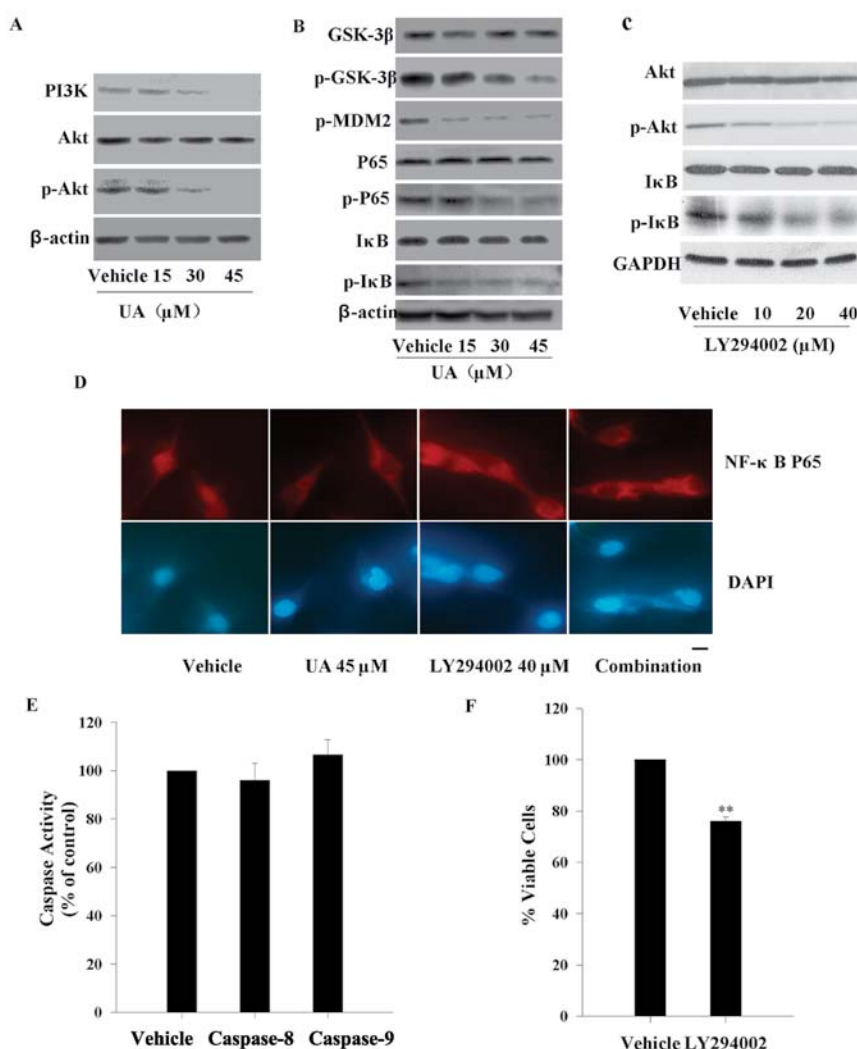 A
PI3K
Akt
p-Akt
β-actin
Vehicle 15 30 45
UA (μM)
B
GSK-3β
p-GSK-3β
p-MDM2
P65
p-P65
IκB
p-IκB
β-actin
Vehicle 15 30 45
UA (μM)
C
Akt
p-Akt
IκB
p-IκB
GAPDH
Vehicle 10 20 40
LY294002 (μM)
D
NF-κ B P65
DAPI
Vehicle UA 45 μM LY294002 40 μM Combination
E
Caspase Activity
(% of control)
120
100
80
60
40
20
0
Vehicle Caspase-8 Caspase-9
F
% Viable Cells
120
100
80
60
40
20
0
**
Vehicle LY294002